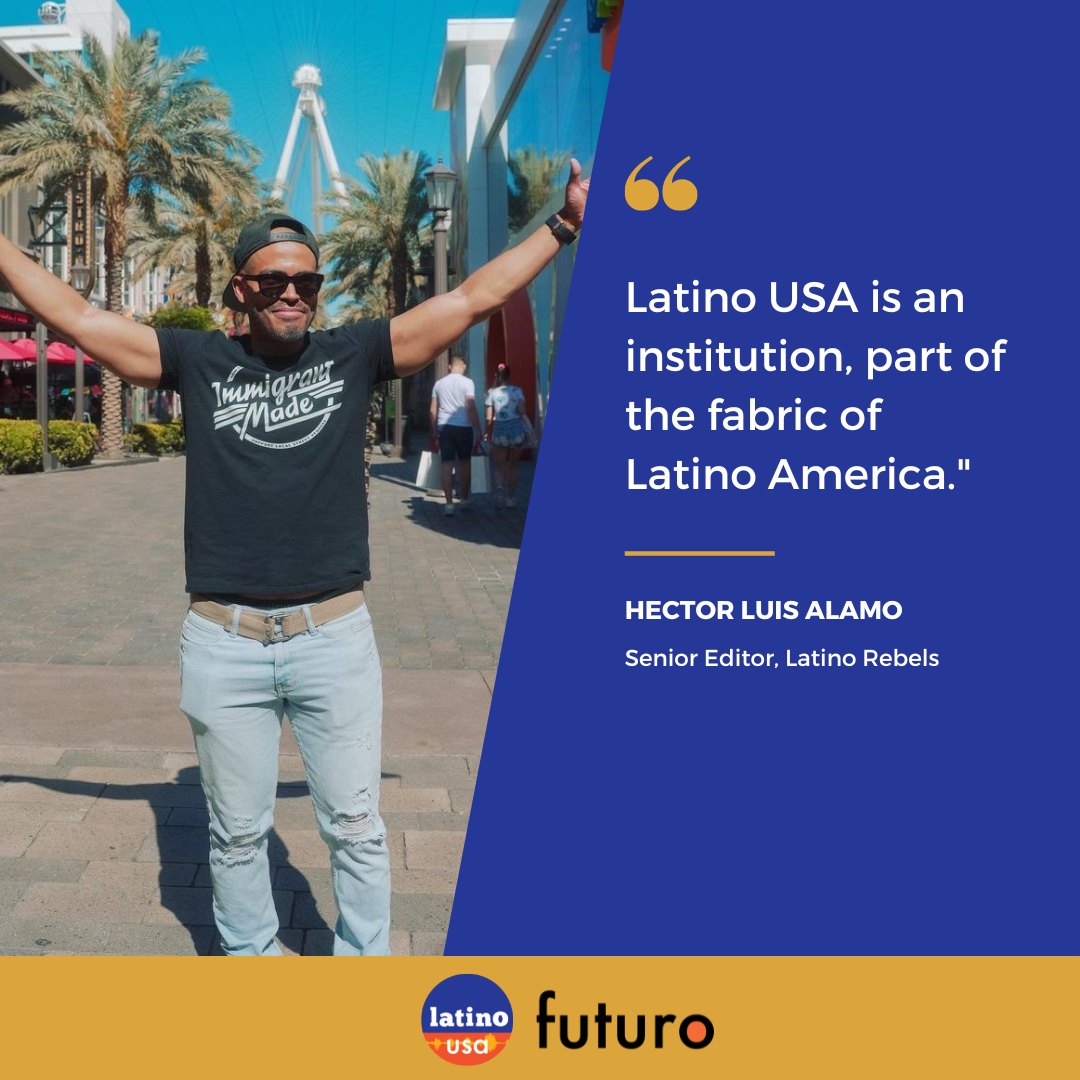 Immigrant
Made
Latino USA is an
institution, part of
the fabric of
Latino America."
HECTOR LUIS ALAMO
Senior Editor, Latino Rebels
latino
usa
futuro